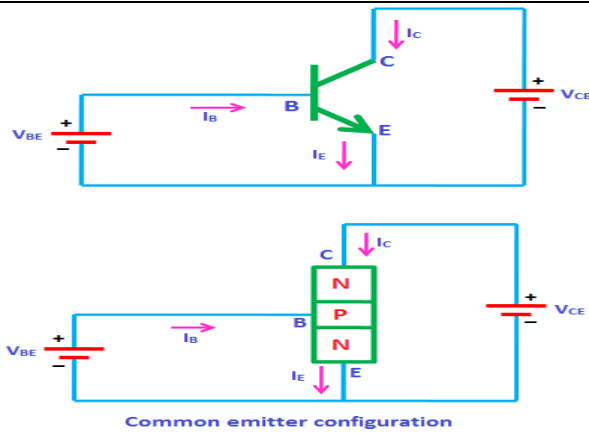 IC
C
+
VCE
−
B
IB
+
VBE
−
E
IE
C
IC
N
+
VCE
−
B
P
IB
+
VBE
−
N
IE
E
Common emitter configuration